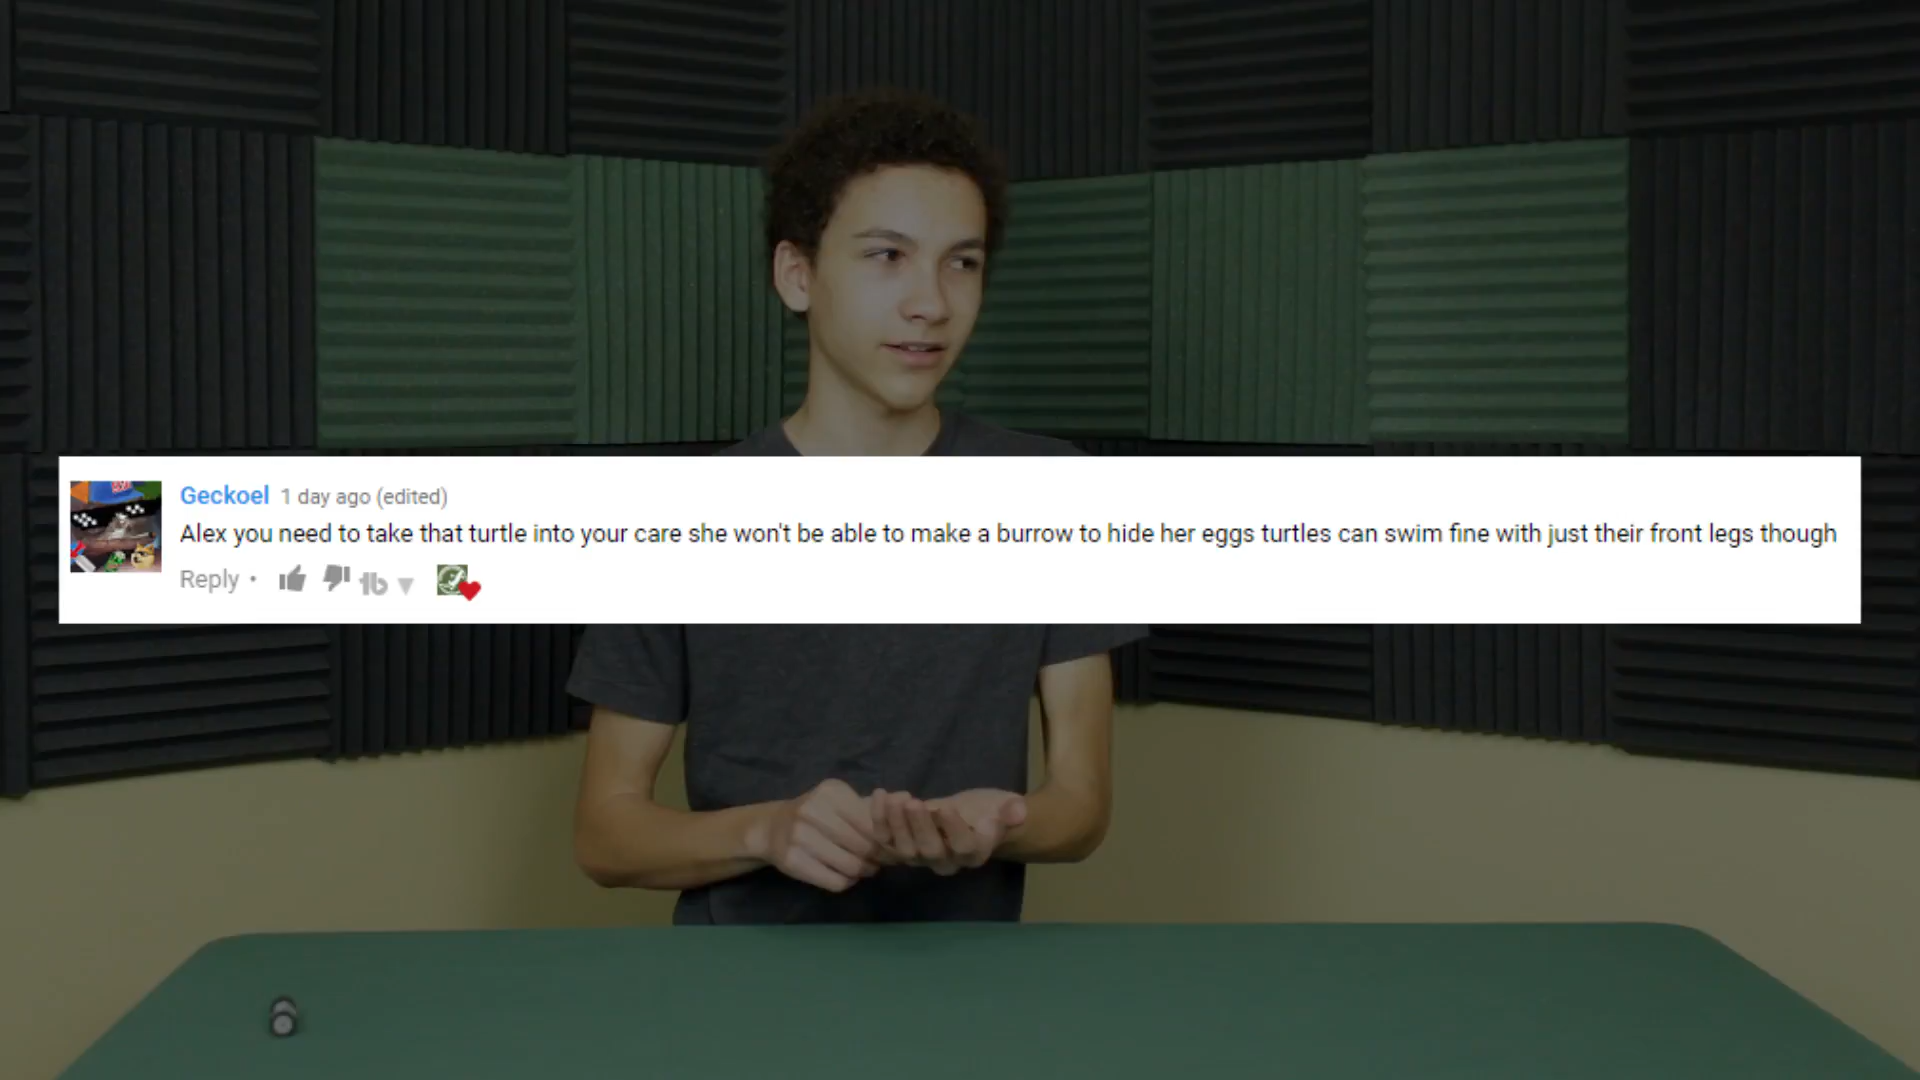 Geckoel 1 day ago (edited)
Alex you need to take that turtle into your care she won't be able to make a burrow to hide her eggs turtles can swim fine with just their front legs though
Reply •